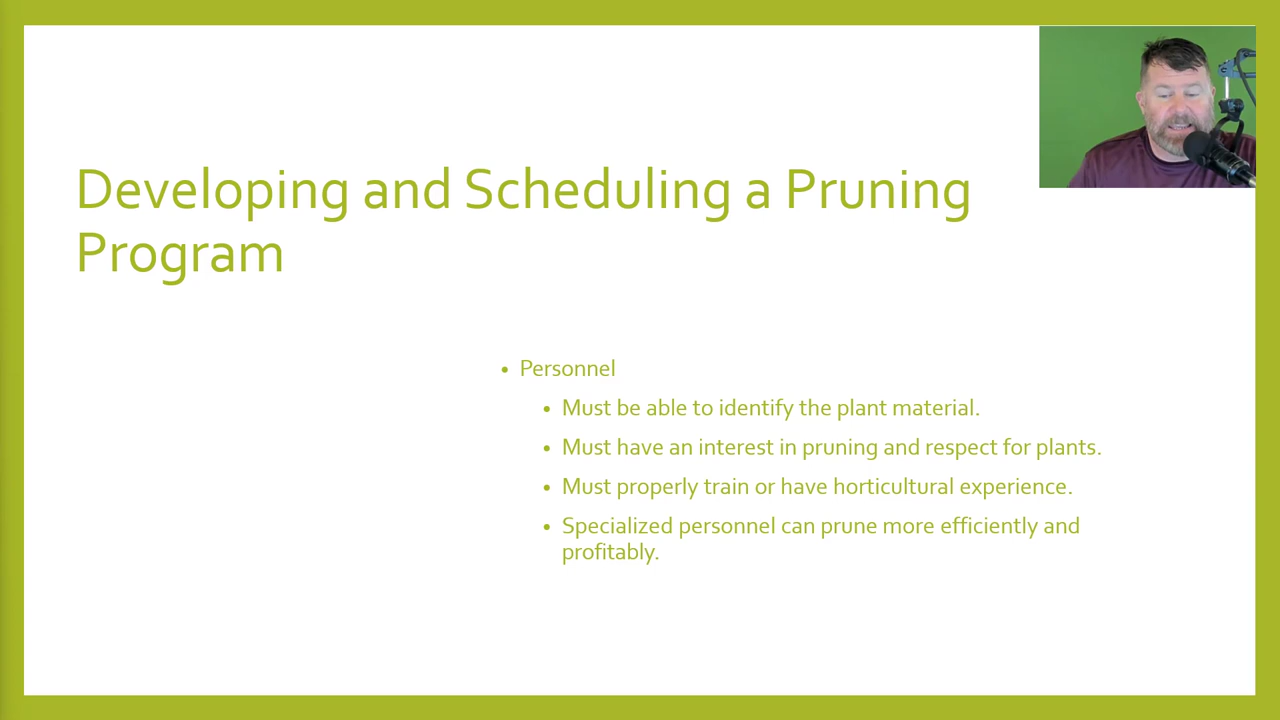 Developing and Scheduling a Pruning
Program
• Personnel
• Must be able to identify the plant material.
• Must have an interest in pruning and respect for plants.
• Must properly train or have horticultural experience.
• Specialized personnel can prune more efficiently and
profitably.